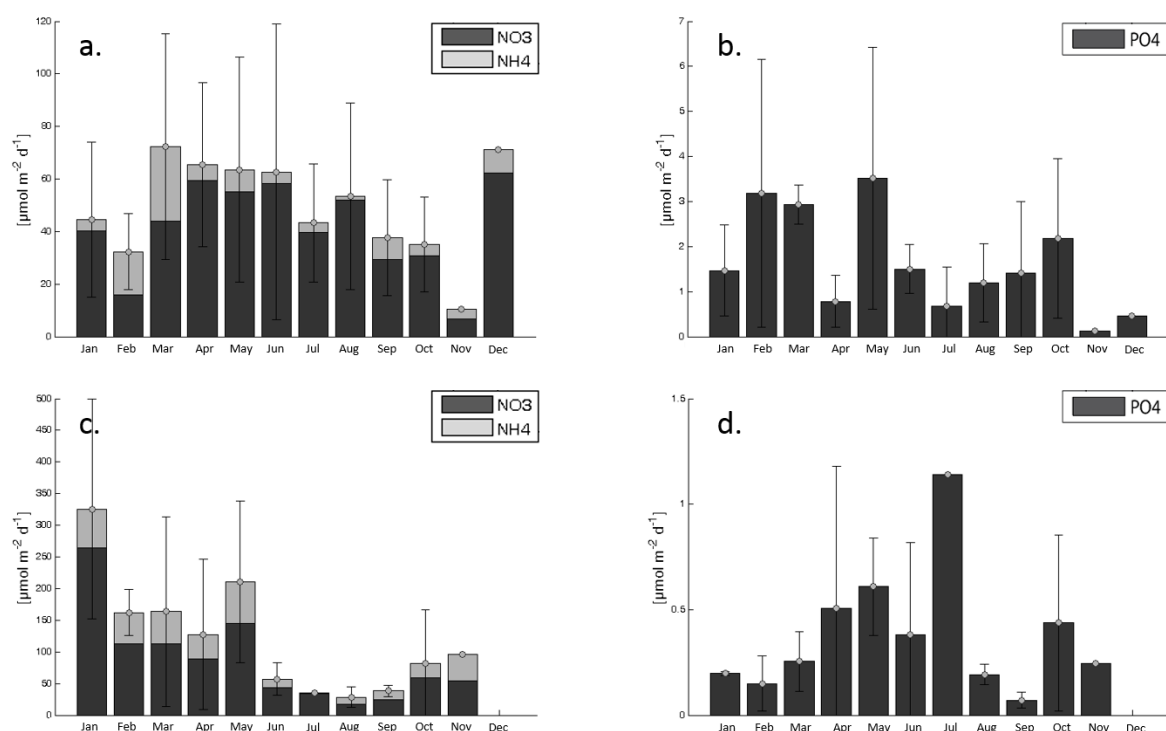 a.
NO3
NH4
[µmol m⁻² d⁻¹]
120
100
80
60
40
20
0
Jan Feb Mar Apr May Jun Jul Aug Sep Oct Nov Dec
b.
PO4
[µmol m⁻² d⁻¹]
7
6
5
4
3
2
1
0
Jan Feb Mar Apr May Jun Jul Aug Sep Oct Nov Dec
c.
NO3
NH4
[µmol m⁻² d⁻¹]
500
450
400
350
300
250
200
150
100
50
0
Jan Feb Mar Apr May Jun Jul Aug Sep Oct Nov Dec
d.
PO4
[µmol m⁻² d⁻¹]
1.5
1
0.5
0
Jan Feb Mar Apr May Jun Jul Aug Sep Oct Nov Dec